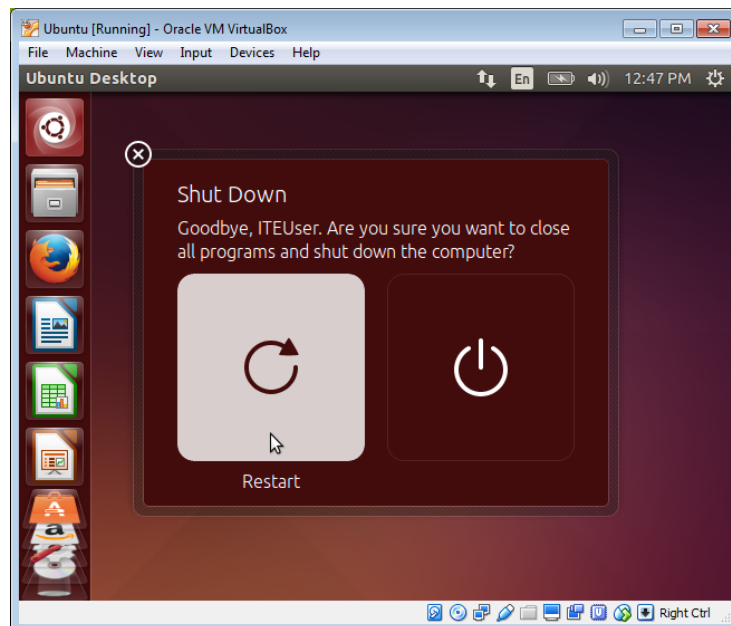 Ubuntu [Running] - Oracle VM VirtualBox
File Machine View Input Devices Help
Ubuntu Desktop En 12:47 PM
Shut Down
Goodbye, ITEUser. Are you sure you want to close
all programs and shut down the computer?
Restart
a
Right Ctrl